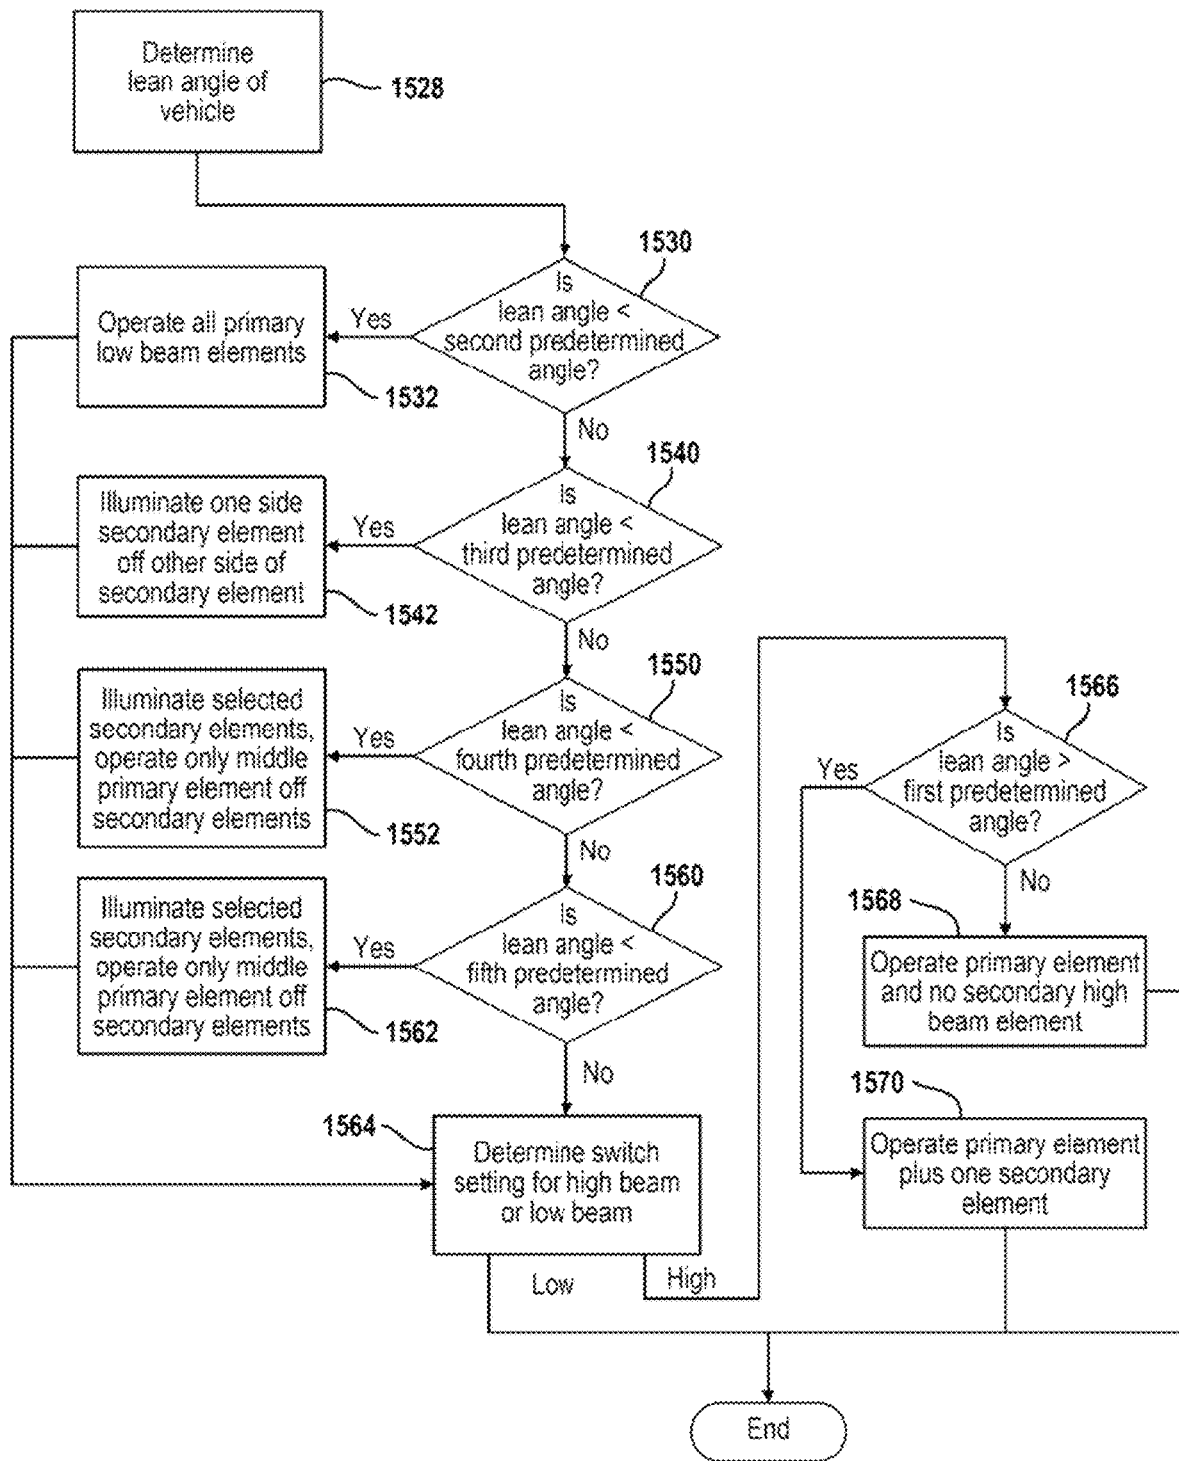 Determine
lean angle of
vehicle
1528
1530
Is
lean angle <
second predetermined
angle?
Yes
Operate all primary
low beam elements
1532
No
1540
Is
lean angle <
third predetermined
angle?
Yes
Illuminate one side
secondary element
off other side of
secondary element
1542
No
1550
Is
lean angle <
fourth predetermined
angle?
Yes
Illuminate selected
secondary elements,
operate only middle
primary element off
secondary elements
1552
No
1560
Is
lean angle <
fifth predetermined
angle?
Yes
Illuminate selected
secondary elements,
operate only middle
primary element off
secondary elements
1562
No
1564
Determine switch
setting for high beam
or low beam
Low
High
1566
Is
lean angle >
first predetermined
angle?
Yes
No
1568
Operate primary element
and no secondary high
beam element
1570
Operate primary element
plus one secondary
element
End